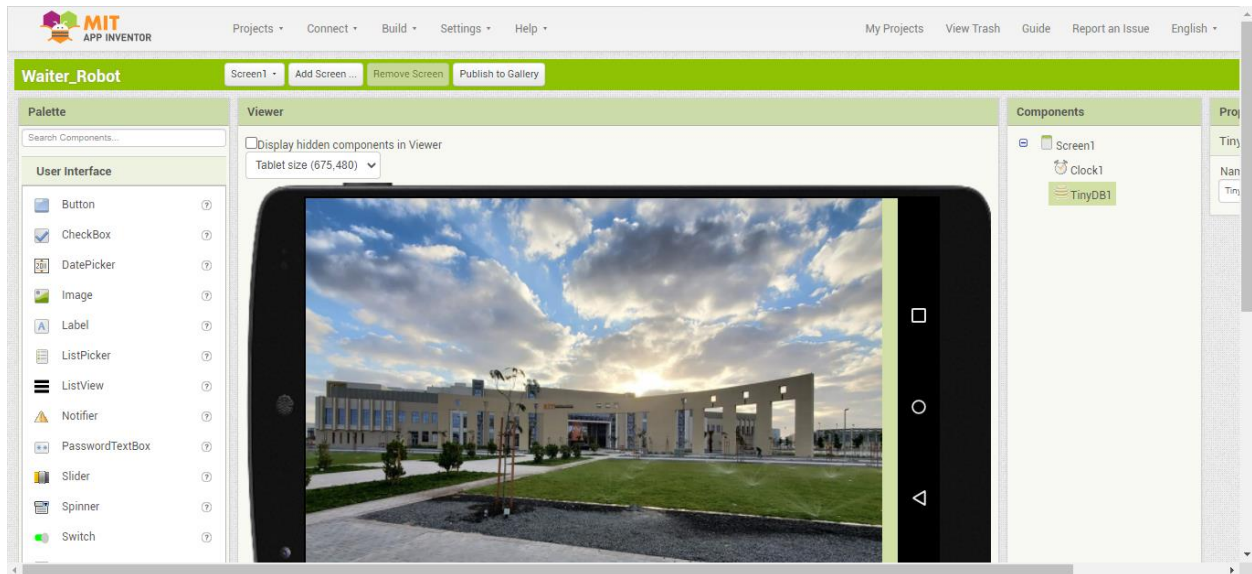 MIT
APP INVENTOR
Projects Connect Build Settings Help My Projects View Trash Guide Report an Issue English
Waiter_Robot Screen1 Add Screen ... Remove Screen Publish to Gallery
Palette Viewer Components
Search Components...
Display hidden components in Viewer
Tablet size (675,480)
User Interface
Button
CheckBox
DatePicker
Image
Label
ListPicker
ListView
Notifier
PasswordTextBox
Slider
Spinner
Switch
Screen1
Clock1
TinyDB1